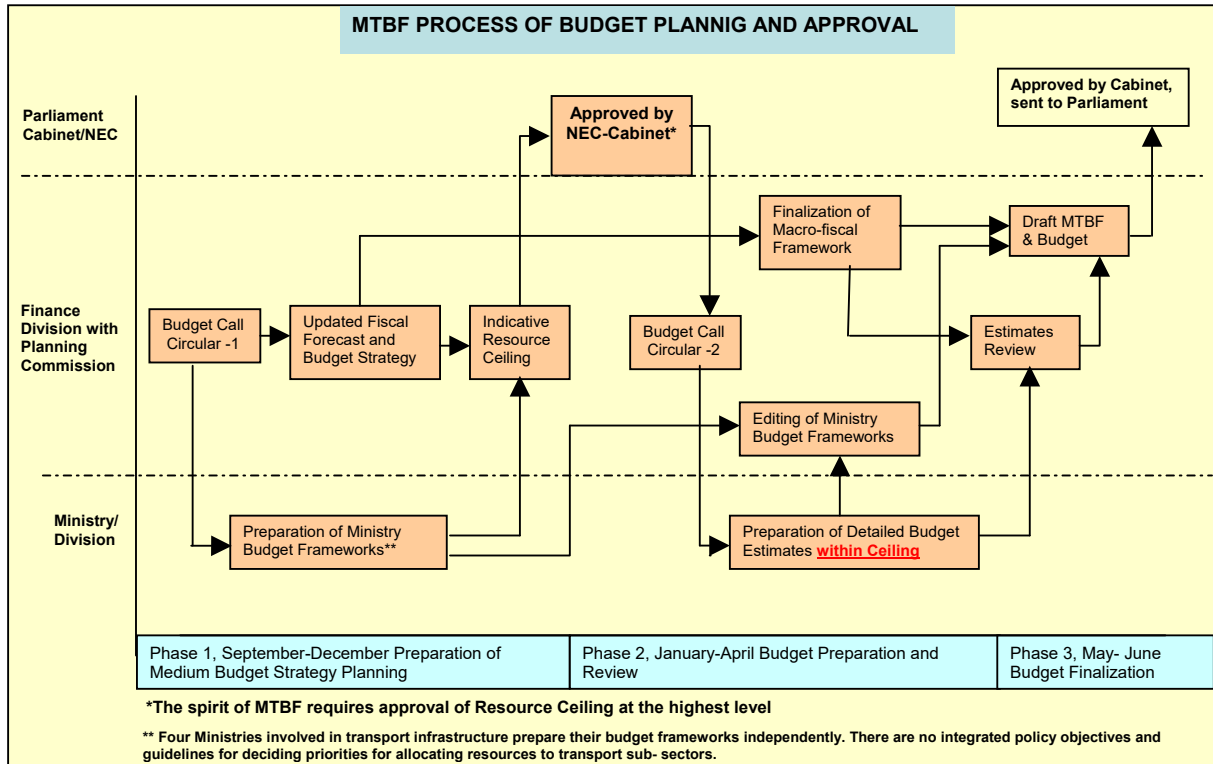 MTBF PROCESS OF BUDGET PLANNIG AND APPROVAL
Parliament
Cabinet/NEC
Approved by
NEC-Cabinet*
Approved by Cabinet,
sent to Parliament
Finalization of
Macro-fiscal
Framework
Draft MTBF
& Budget
Finance
Division with
Planning
Commission
Budget Call
Circular -1
Updated Fiscal
Forecast and
Budget Strategy
Indicative
Resource
Ceiling
Budget Call
Circular -2
Estimates
Review
Editing of Ministry
Budget Frameworks
Ministry/
Division
Preparation of Ministry
Budget Frameworks**
Preparation of Detailed Budget
Estimates within Ceiling
Phase 1, September-December Preparation of
Medium Budget Strategy Planning
Phase 2, January-April Budget Preparation and
Review
Phase 3, May- June
Budget Finalization
*The spirit of MTBF requires approval of Resource Ceiling at the highest level
** Four Ministries involved in transport infrastructure prepare their budget frameworks independently. There are no integrated policy objectives and
guidelines for deciding priorities for allocating resources to transport sub- sectors.